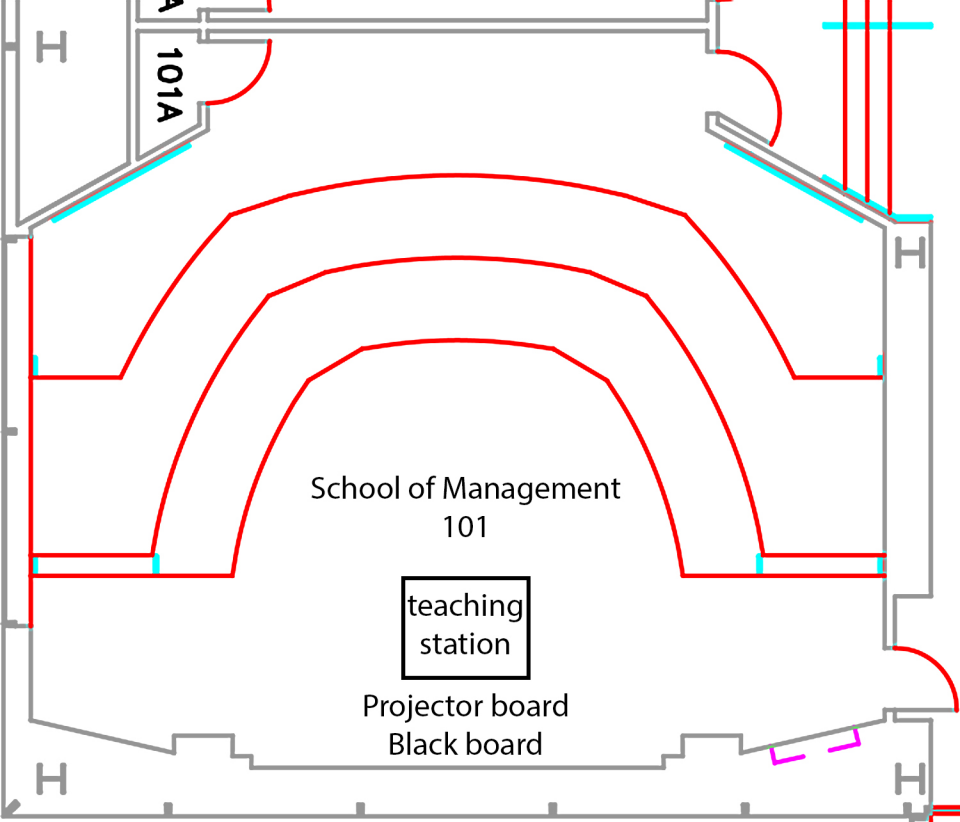 A
101A
School of Management
101
teaching
station
Projector board
Black board